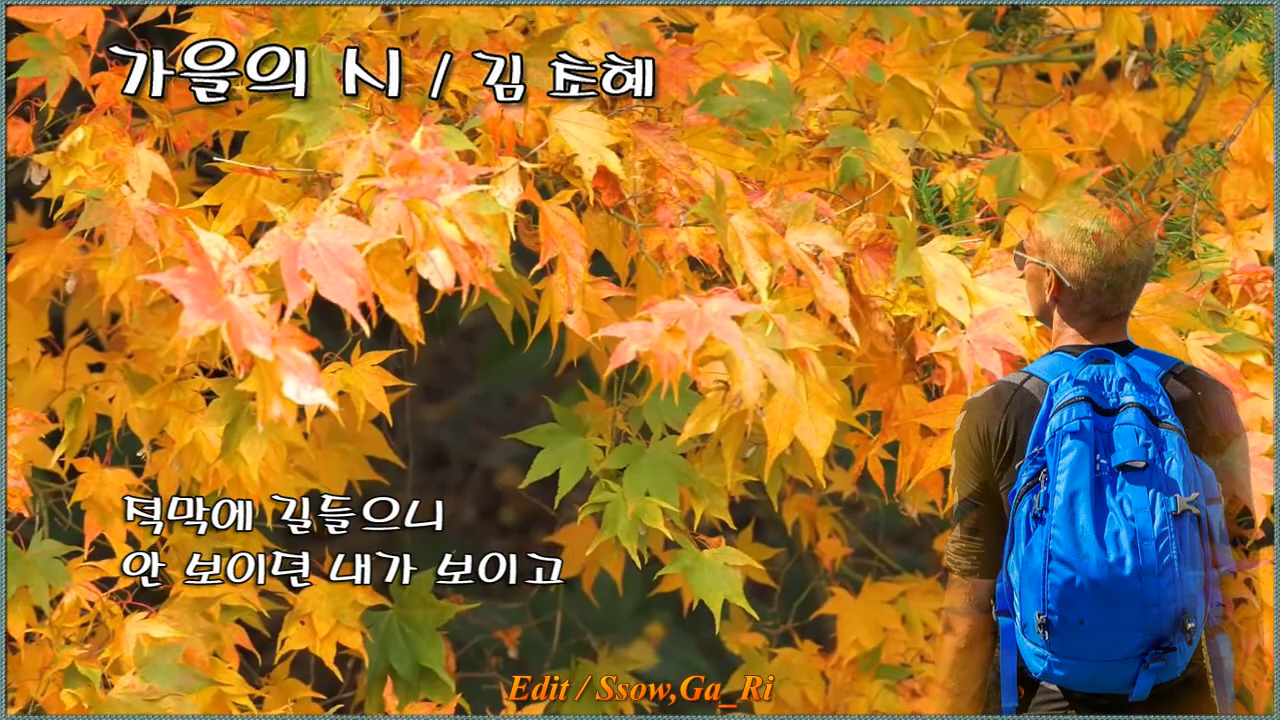 가을의 시 / 김 초혜
적막에 길들으니
안 보이던 내가 보이고
Edit / Ssow,Ga_Ri